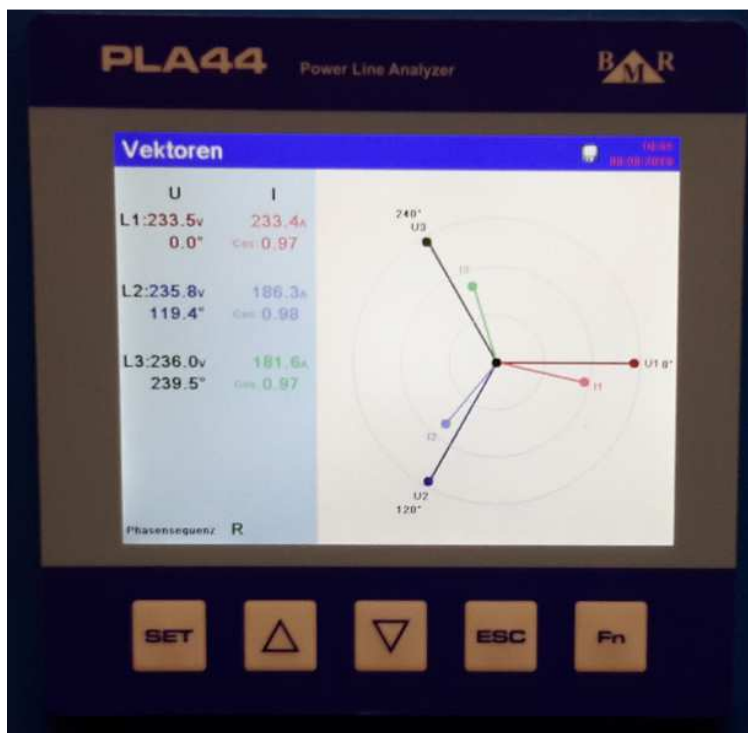 PLA44 Power Line Analyzer BMR
Vektoren
U I
L1:233.5v 233.4A
0.0° Cos 0.97
L2:235.8v 186.3A
119.4° Cos 0.98
L3:236.0v 181.6A
239.5° Cos 0.97
Phasensequenz R
240°
U3
I3
U1 0°
I1
I2
U2
120°
SET
ESC
Fn